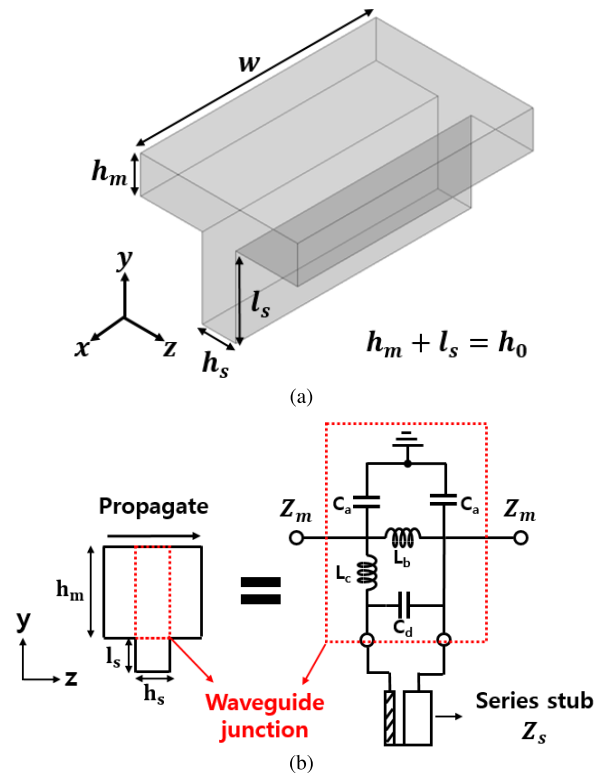 w
h_m
l_s
y
x
z
h_s
h_m + l_s = h_0
(a)
Propagate
Z_m
C_a
C_a
Z_m
L_b
h_m
L_c
C_d
y
l_s
z
h_s
Waveguide
junction
Series stub
Z_s
(b)